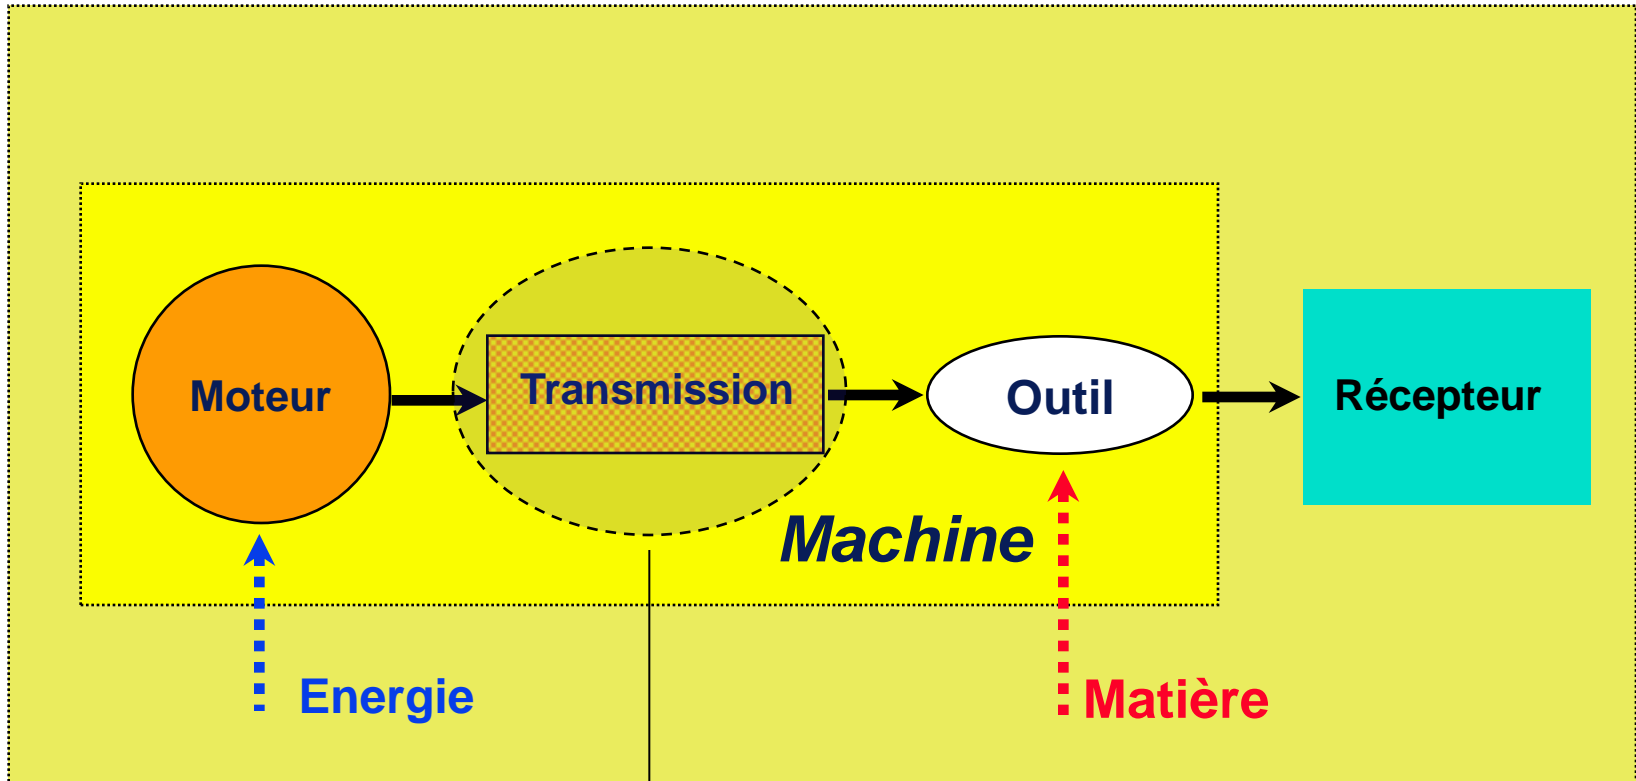 Moteur
Transmission
Outil
Récepteur
Machine
Energie
Matière